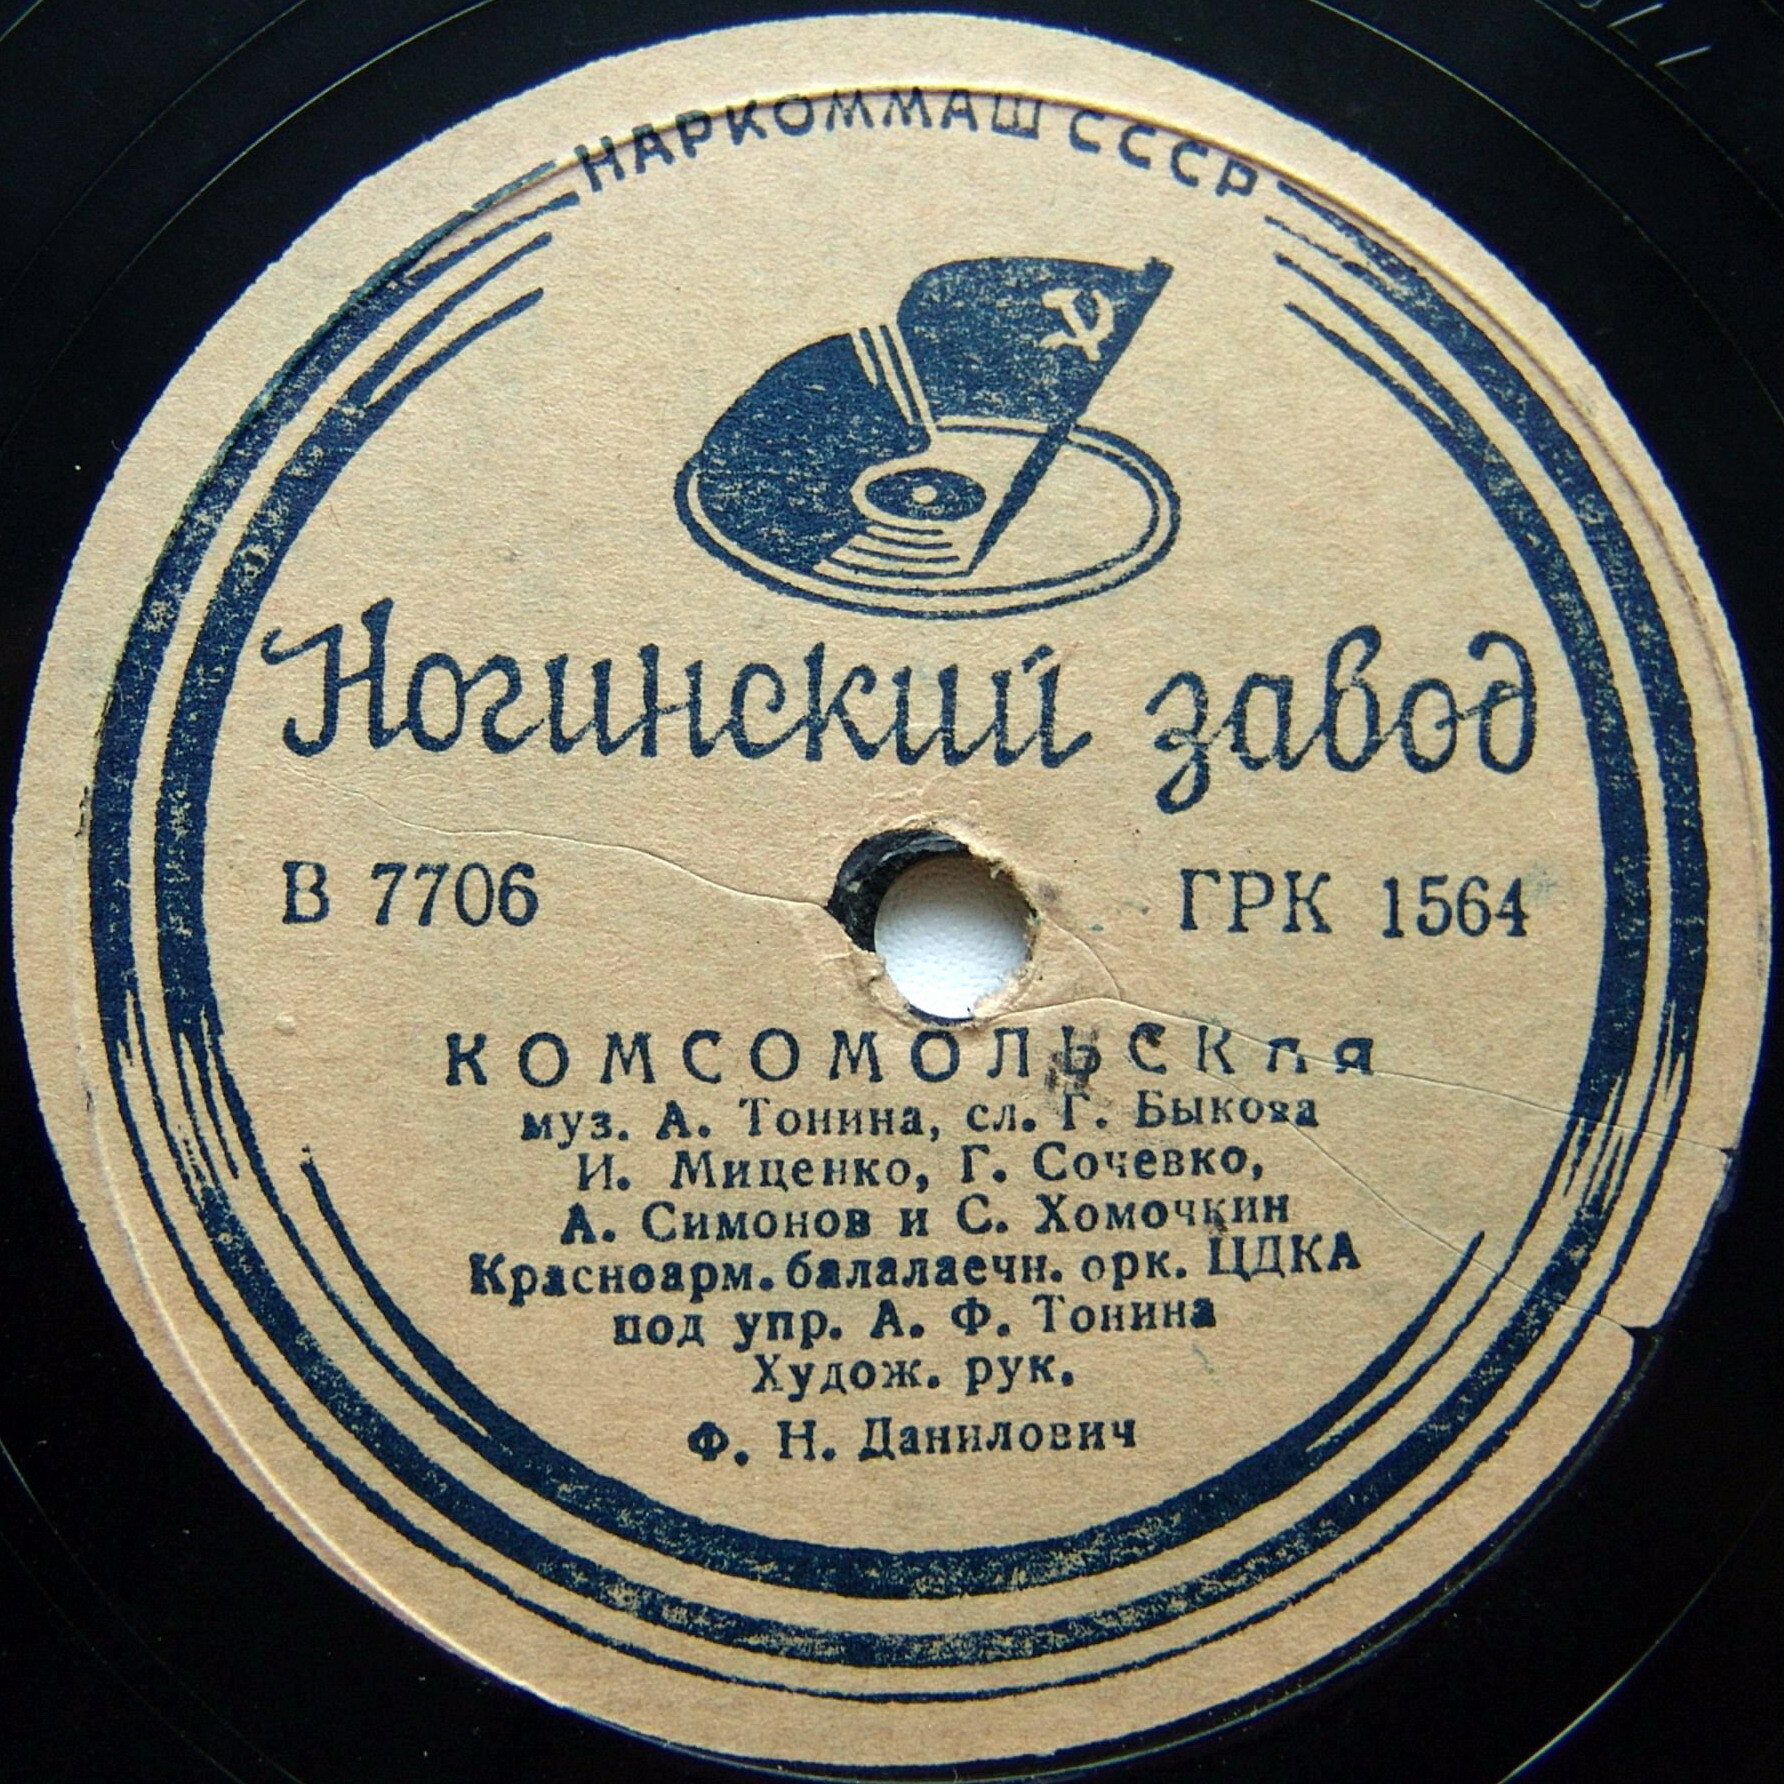 НАРКОММАШ СССР
Ногинский завод
В 7706 ГРК 1564
КОМСОМОЛЬСКая
муз. А. Тонина, сл. Г. Быкова
И. Миценко, Г. Сочевко,
А. Симонов и С. Хомочкин
Красноарм. балалаечн. орк. ЦДКА
под упр. А. Ф. Тонина
Худож. рук.
Ф. Н. Данилович